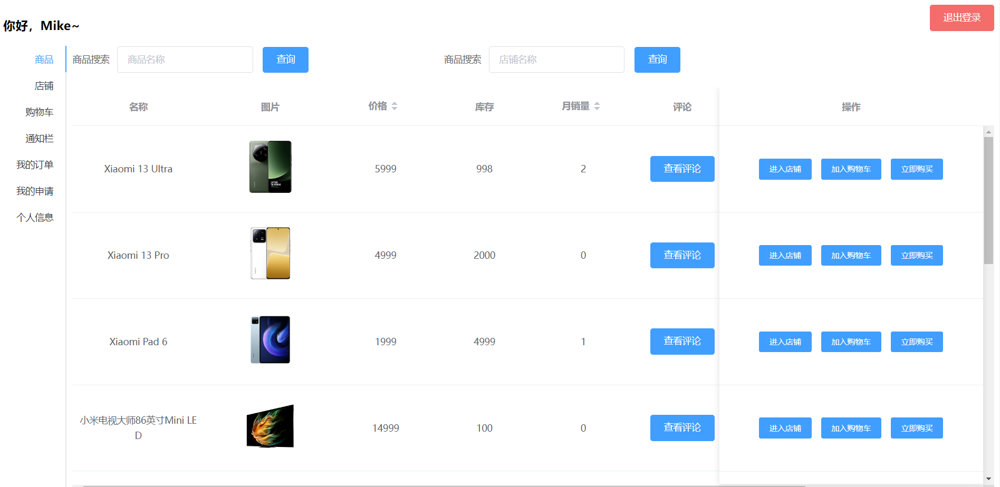 退出登录
你好，Mike~
商品
店铺
购物车
通知栏
我的订单
我的申请
个人信息
商品搜索 商品名称 查询 商品搜索 店铺名称 查询
名称 图片 价格 库存 月销量 评论 操作
Xiaomi 13 Ultra 5999 998 2 查看评论 进入店铺 加入购物车 立即购买
Xiaomi 13 Pro 4999 2000 0 查看评论 进入店铺 加入购物车 立即购买
Xiaomi Pad 6 1999 4999 1 查看评论 进入店铺 加入购物车 立即购买
小米电视大师86英寸Mini LE
D 14999 100 0 查看评论 进入店铺 加入购物车 立即购买